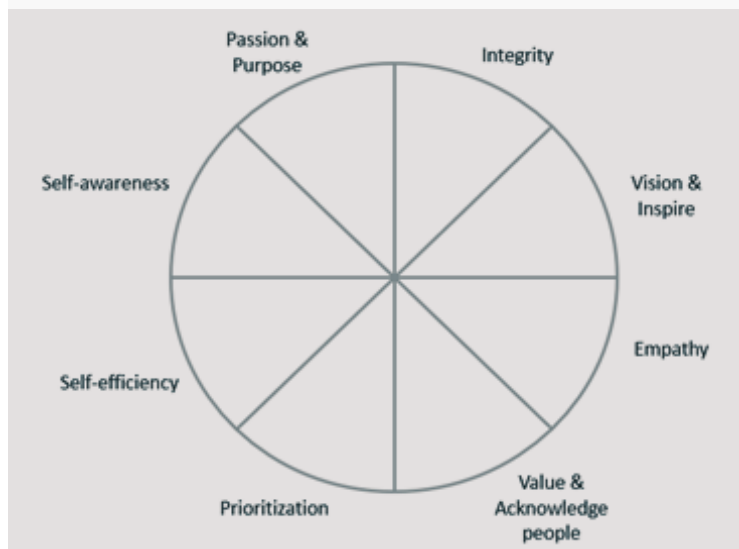 Passion &
Purpose
Integrity
Self-awareness
Vision &
Inspire
Empathy
Self-efficiency
Prioritization
Value &
Acknowledge
people